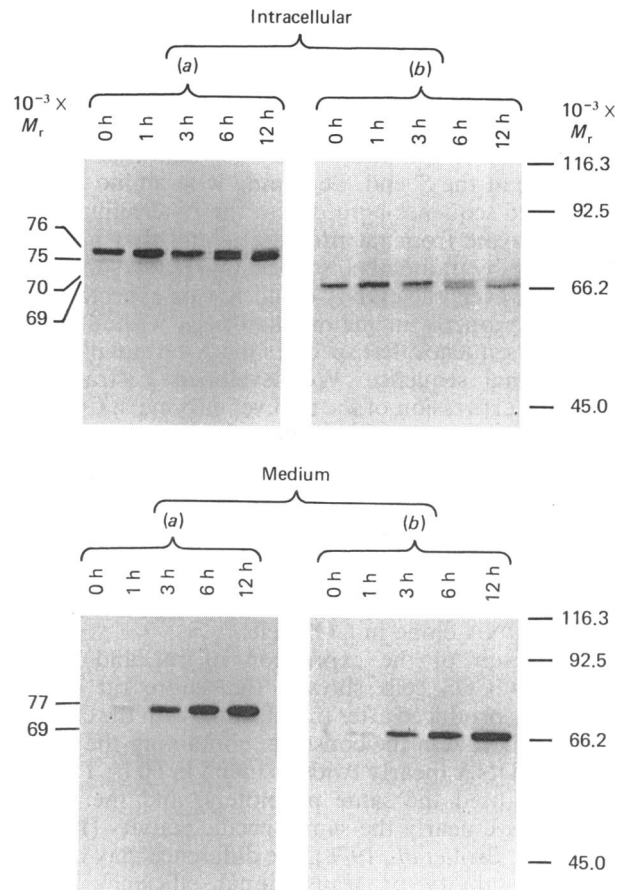 Intracellular
(a) (b)
10⁻³ × Mᵣ
0 h 1 h 3 h 6 h 12 h
0 h 1 h 3 h 6 h 12 h
10⁻³ × Mᵣ
116.3
92.5
76
75
70
66.2
69
45.0
Medium
(a) (b)
0 h 1 h 3 h 6 h 12 h
0 h 1 h 3 h 6 h 12 h
116.3
92.5
77
69
66.2
45.0